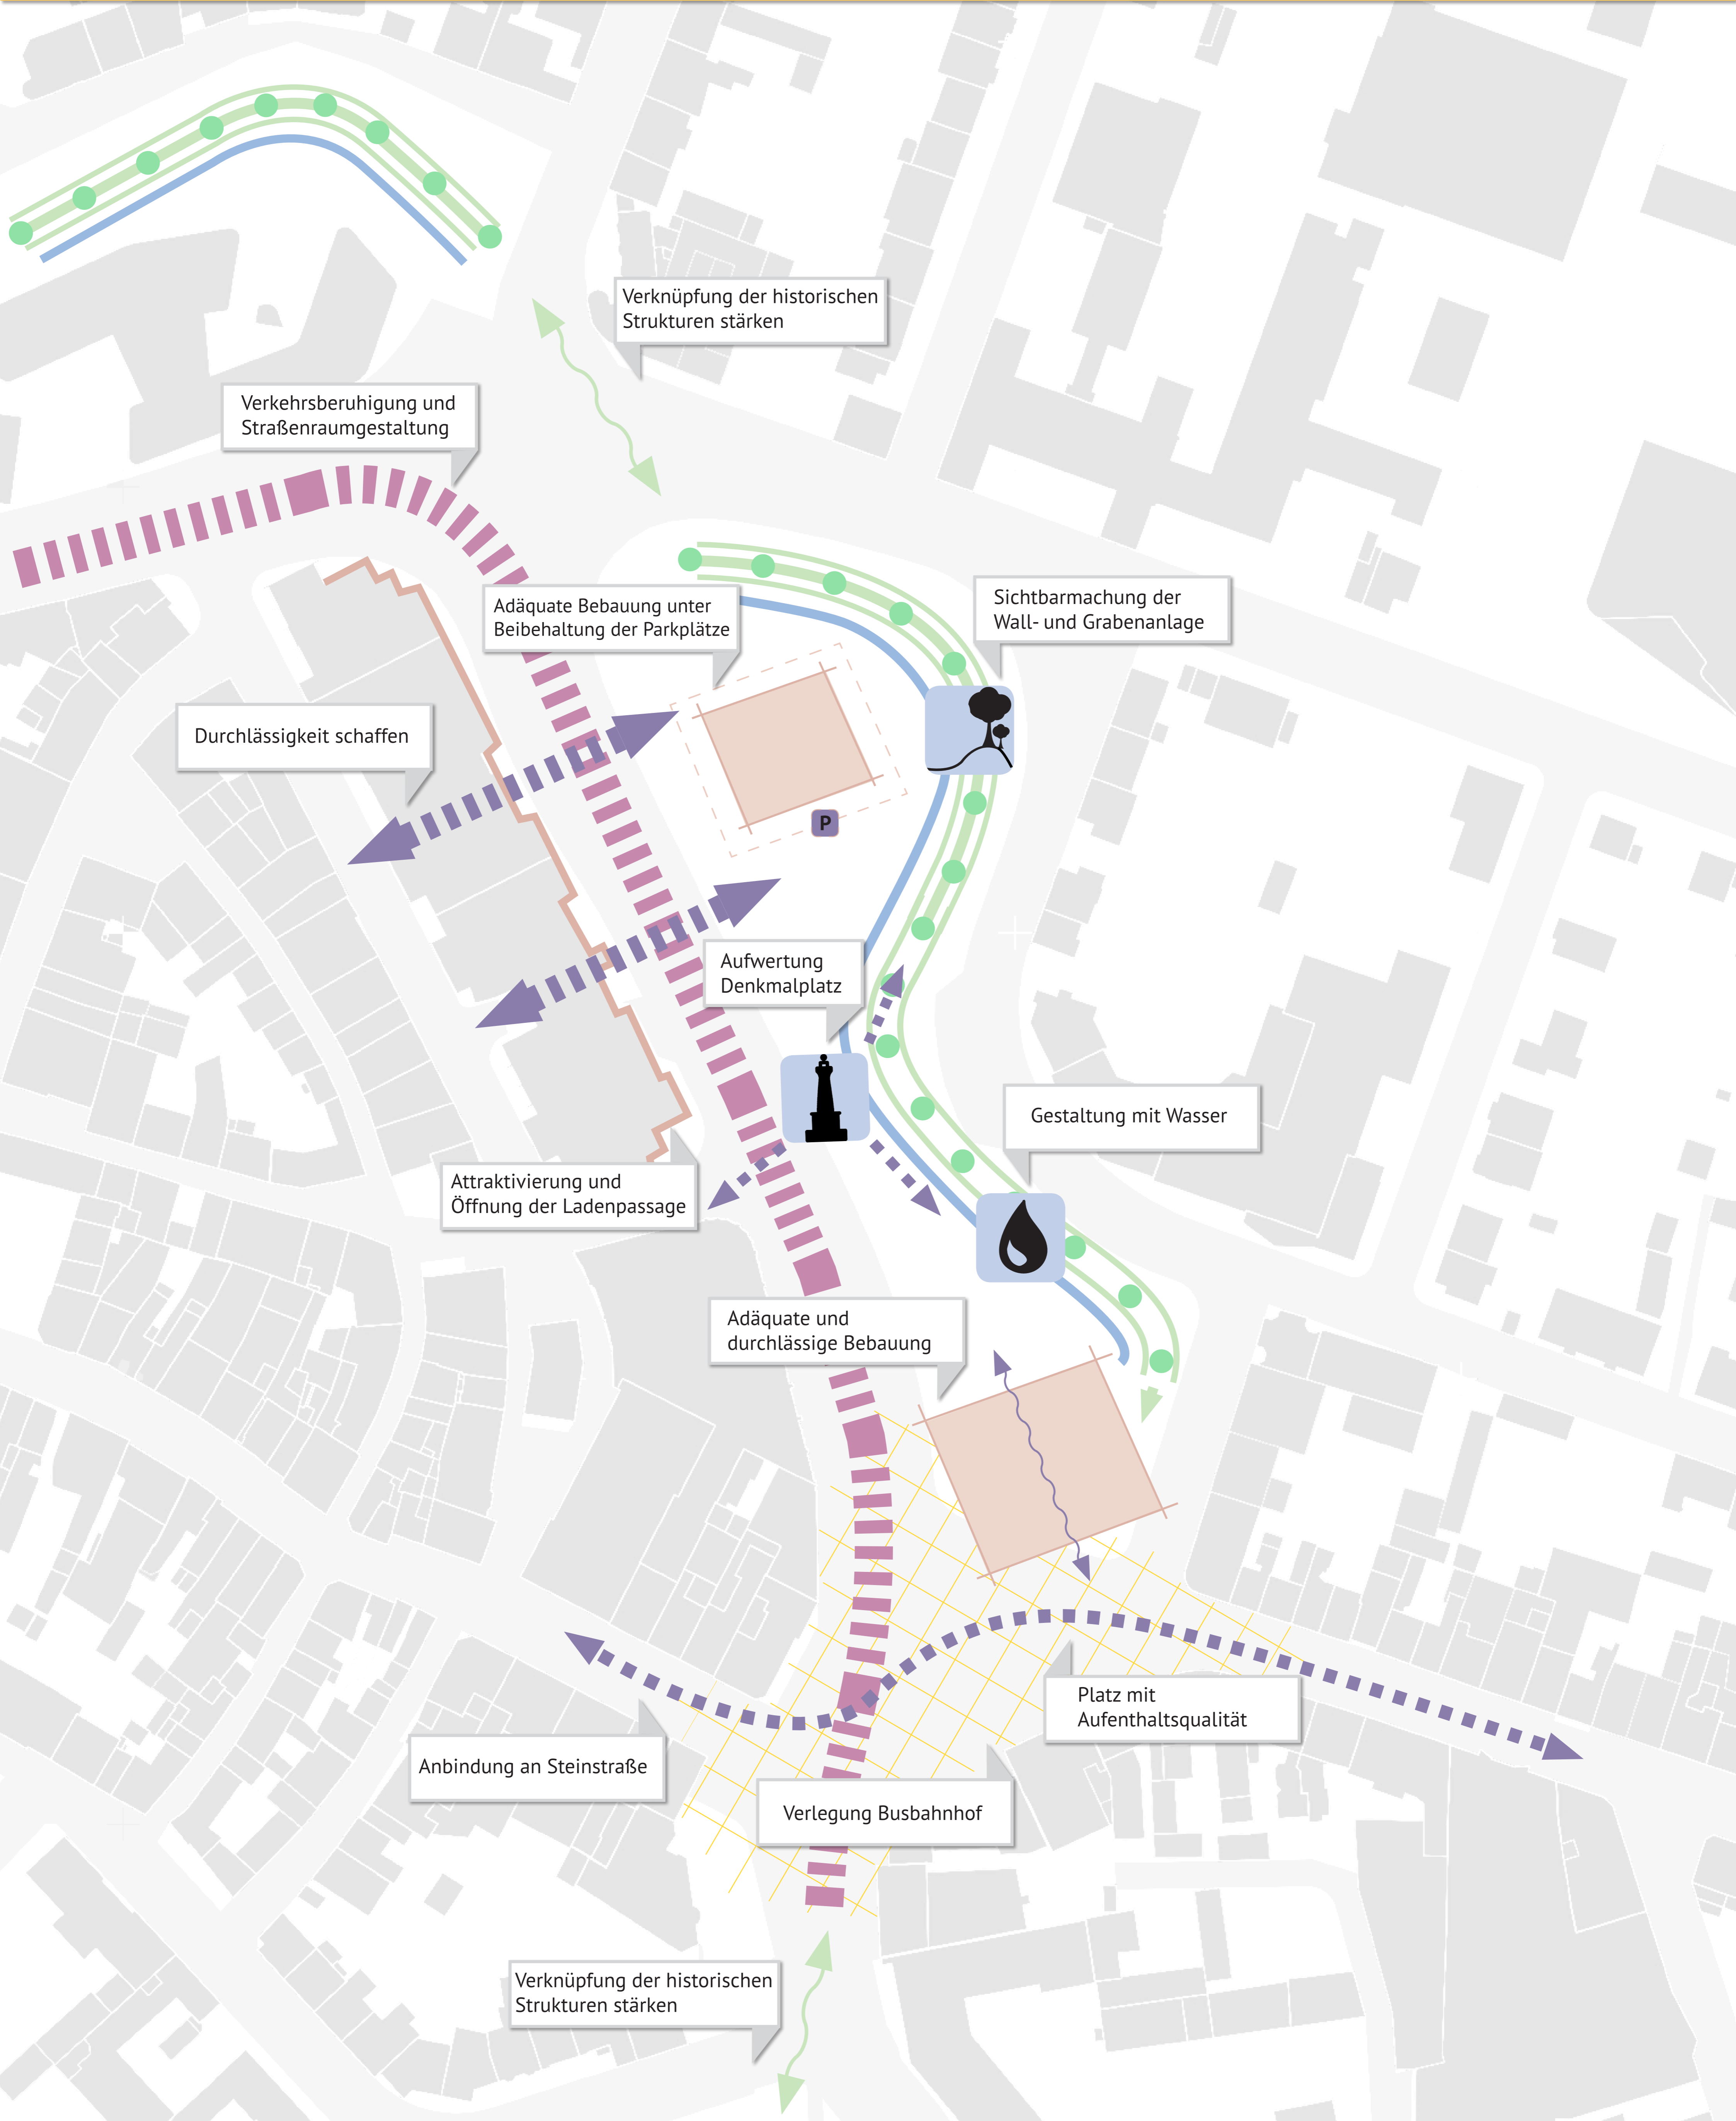 Verknüpfung der historischen
Strukturen stärken
Verkehrsberuhigung und
Straßenraumgestaltung
Adäquate Bebauung unter
Beibehaltung der Parkplätze
Sichtbarmachung der
Wall- und Grabenanlage
Durchlässigkeit schaffen
P
Aufwertung
Denkmalplatz
Gestaltung mit Wasser
Attraktivierung und
Öffnung der Ladenpassage
Adäquate und
durchlässige Bebauung
Platz mit
Aufenthaltsqualität
Anbindung an Steinstraße
Verlegung Busbahnhof
Verknüpfung der historischen
Strukturen stärken